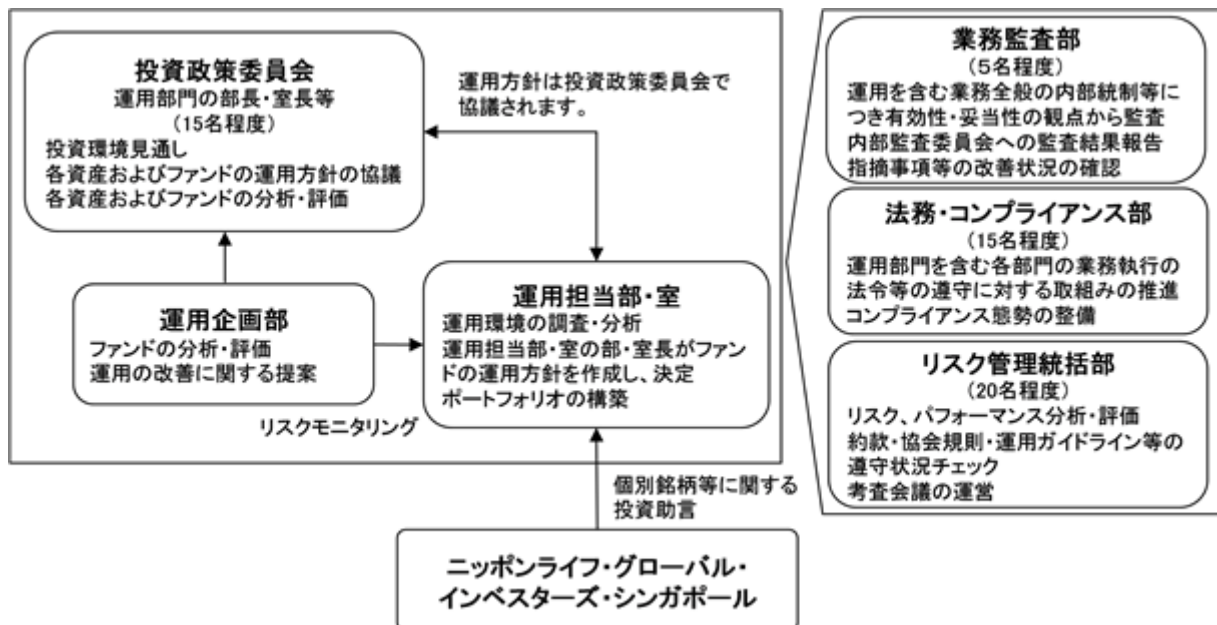 投資政策委員会
運用部門の部長・室長等
(15名程度)
投資環境見通し
各資産およびファンドの運用方針の協議
各資産およびファンドの分析・評価
運用方針は投資政策委員会で
協議されます。
運用企画部
ファンドの分析・評価
運用の改善に関する提案
運用担当部・室
運用環境の調査・分析
運用担当部・室の部・室長がファン
ドの運用方針を作成し、決定
ポートフォリオの構築
リスクモニタリング
個別銘柄等に関する
投資助言
ニッポンライフ・グローバル・
インベスターズ・シンガポール
業務監査部
(5名程度)
運用を含む業務全般の内部統制等に
つき有効性・妥当性の観点から監査
内部監査委員会への監査結果報告
指摘事項等の改善状況の確認
法務・コンプライアンス部
(15名程度)
運用部門を含む各部門の業務執行の
法令等の遵守に対する取組みの推進
コンプライアンス態勢の整備
リスク管理統括部
(20名程度)
リスク、パフォーマンス分析・評価
約款・協会規則・運用ガイドライン等の
遵守状況チェック
考査会議の運営